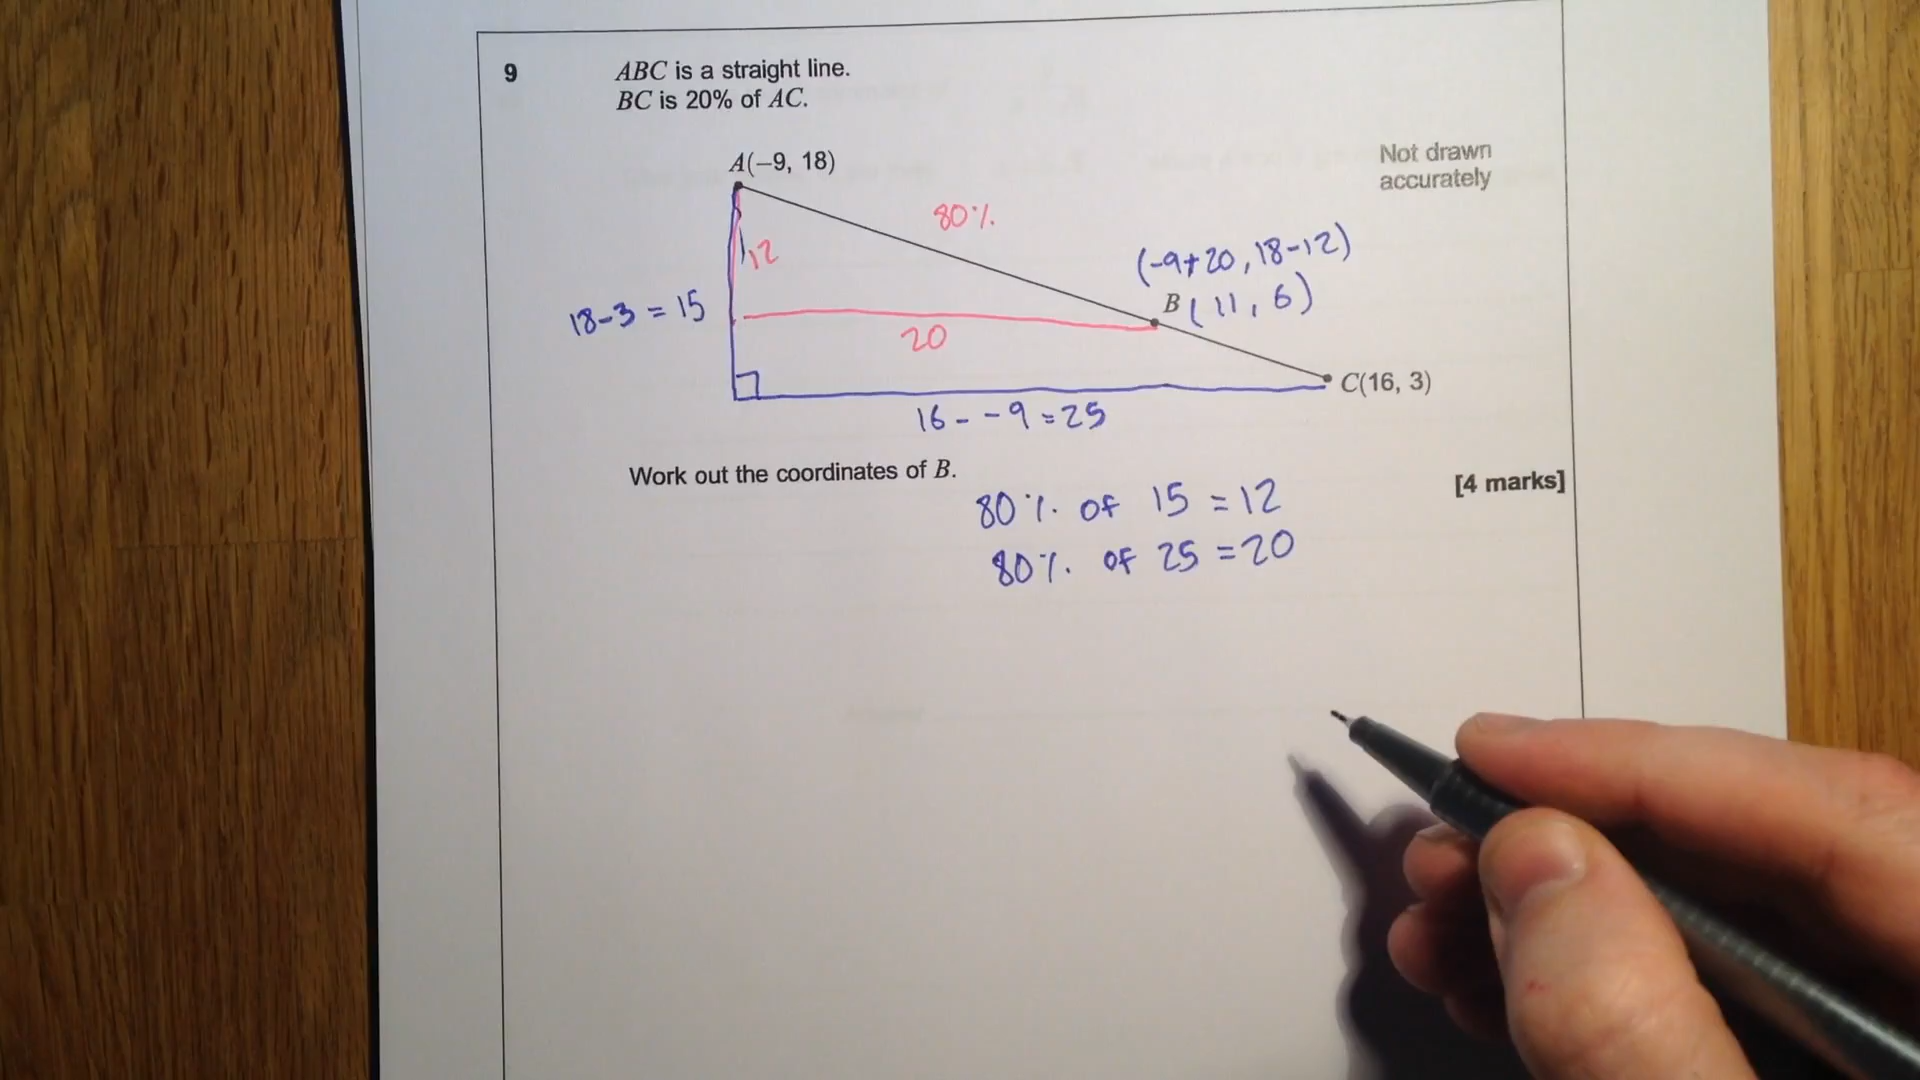 9
ABC is a straight line.
BC is 20% of AC.
Not drawn
accurately
A(−9, 18)
80%
12
(-9+20, 18-12)
B (11, 6)
18-3 = 15
20
C(16, 3)
16 - -9 = 25
Work out the coordinates of B.
[4 marks]
80% of 15 = 12
80% of 25 = 20